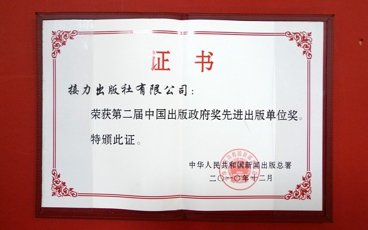 证书
接力出版社有限公司：
荣获第二届中国出版政府奖先进出版单位奖。
特颁此证。
中华人民共和国新闻出版总署
二〇一〇年十二月